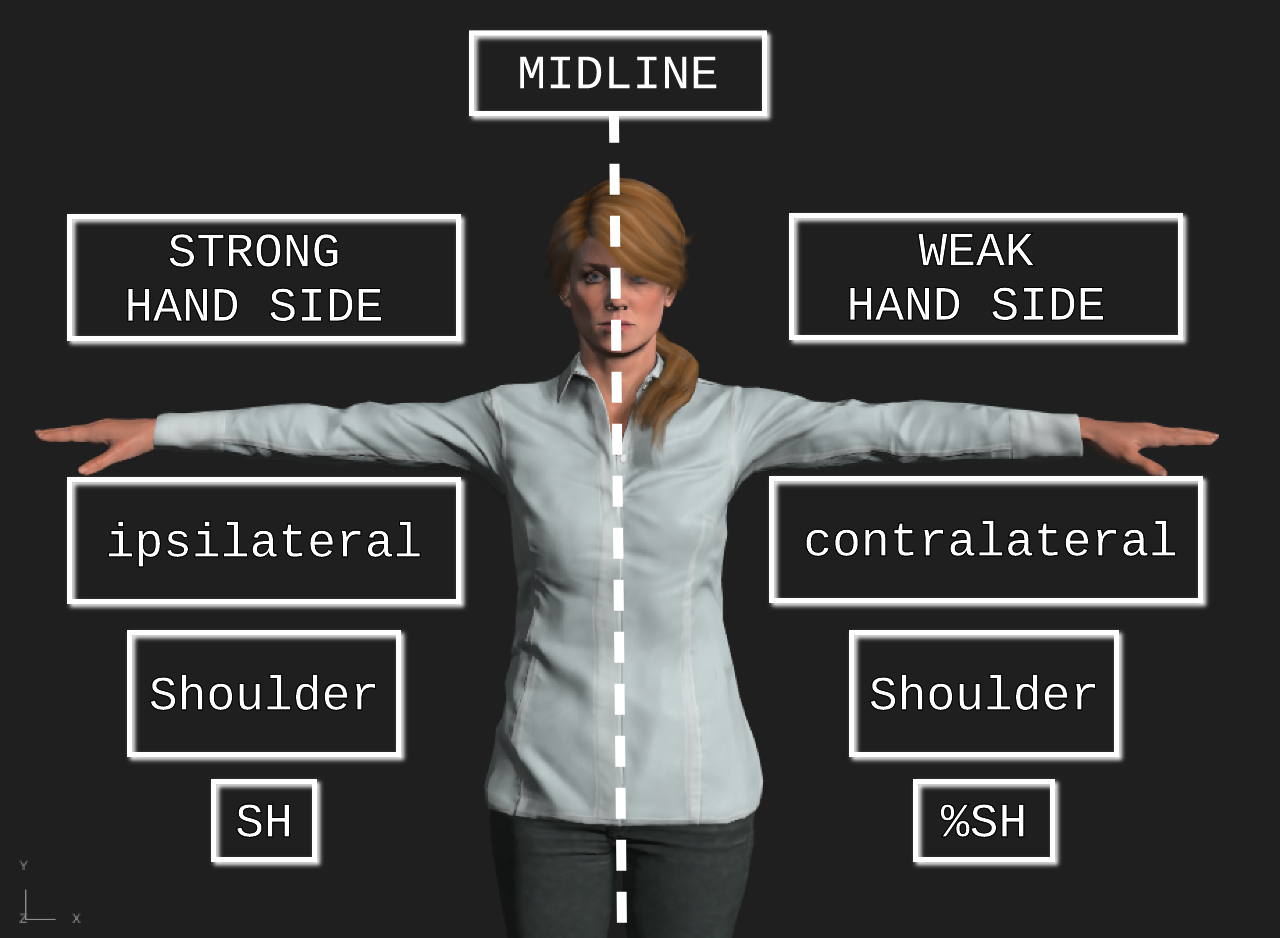 MIDLINE
STRONG
HAND SIDE
WEAK
HAND SIDE
ipsilateral
contralateral
Shoulder
Shoulder
SH
%SH
Y
Z
X